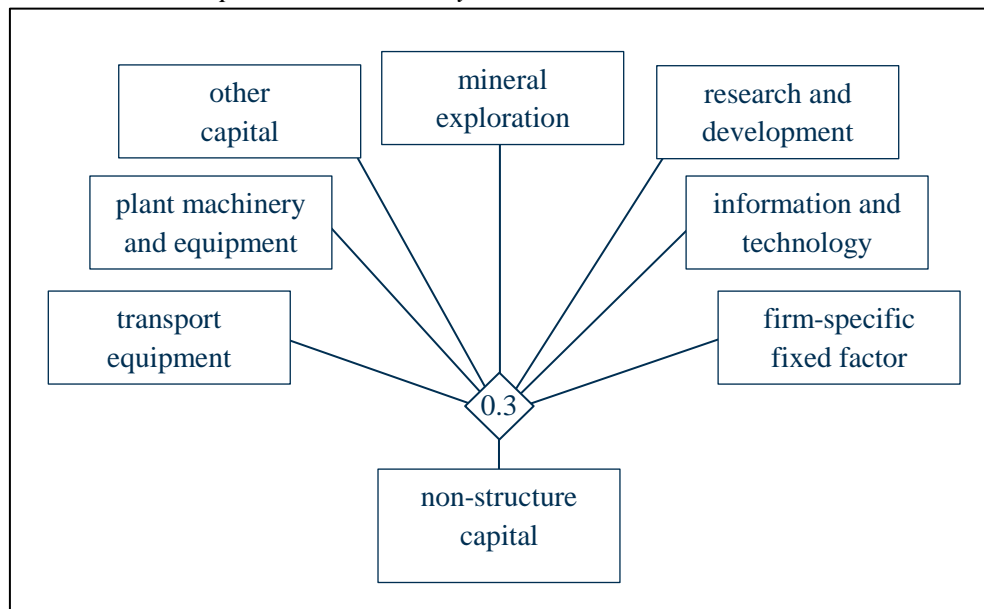 other
capital
mineral
exploration
research and
development
plant machinery
and equipment
information and
technology
transport
equipment
firm-specific
fixed factor
0.3
non-structure
capital